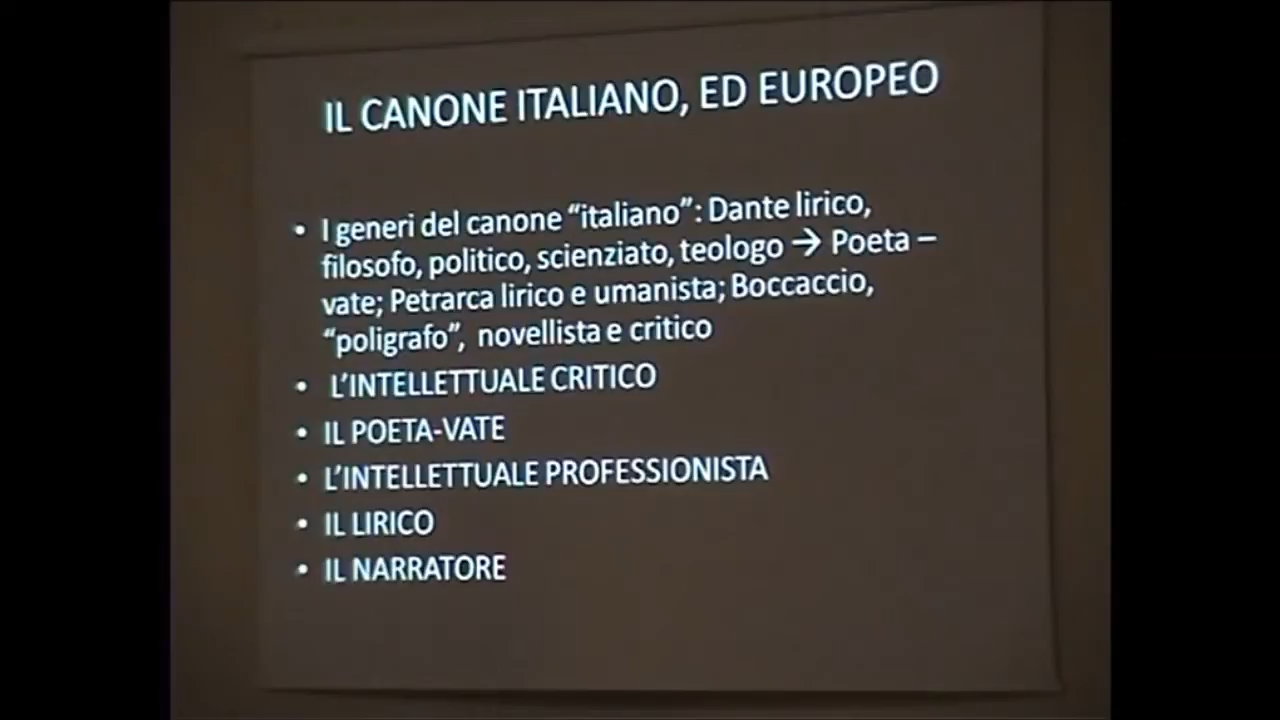 IL CANONE ITALIANO, ED EUROPEO
• I generi del canone “italiano”: Dante lirico,
filosofo, politico, scienziato, teologo → Poeta –
vate; Petrarca lirico e umanista; Boccaccio,
“poligrafo”, novellista e critico
• L’INTELLETTUALE CRITICO
• IL POETA-VATE
• L’INTELLETTUALE PROFESSIONISTA
• IL LIRICO
• IL NARRATORE